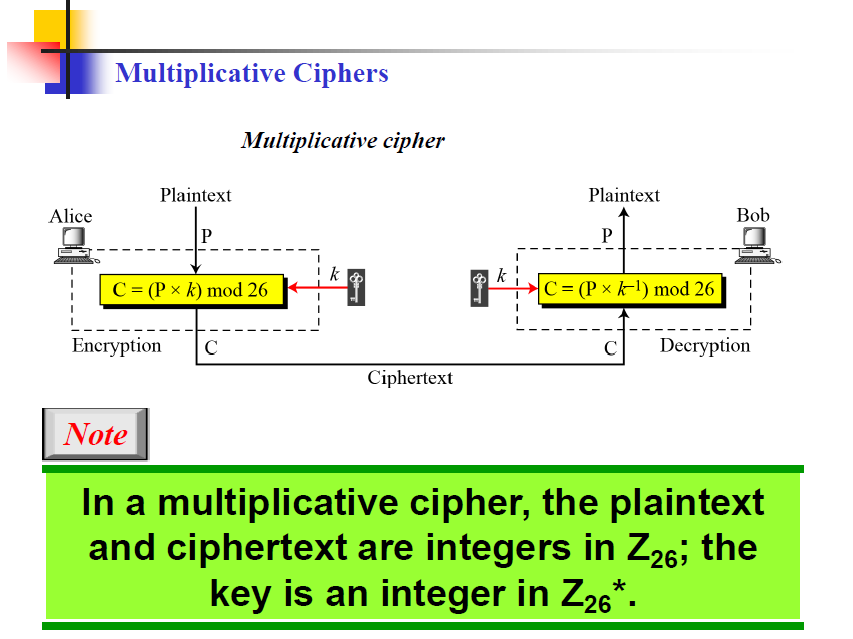 Multiplicative Ciphers
Multiplicative cipher
Plaintext
Plaintext
Alice
Bob
P
P
k
k
C = (P × k) mod 26
C = (P × k–1) mod 26
Encryption
C
C
Decryption
Ciphertext
Note
In a multiplicative cipher, the plaintext
and ciphertext are integers in Z26; the
key is an integer in Z26*.